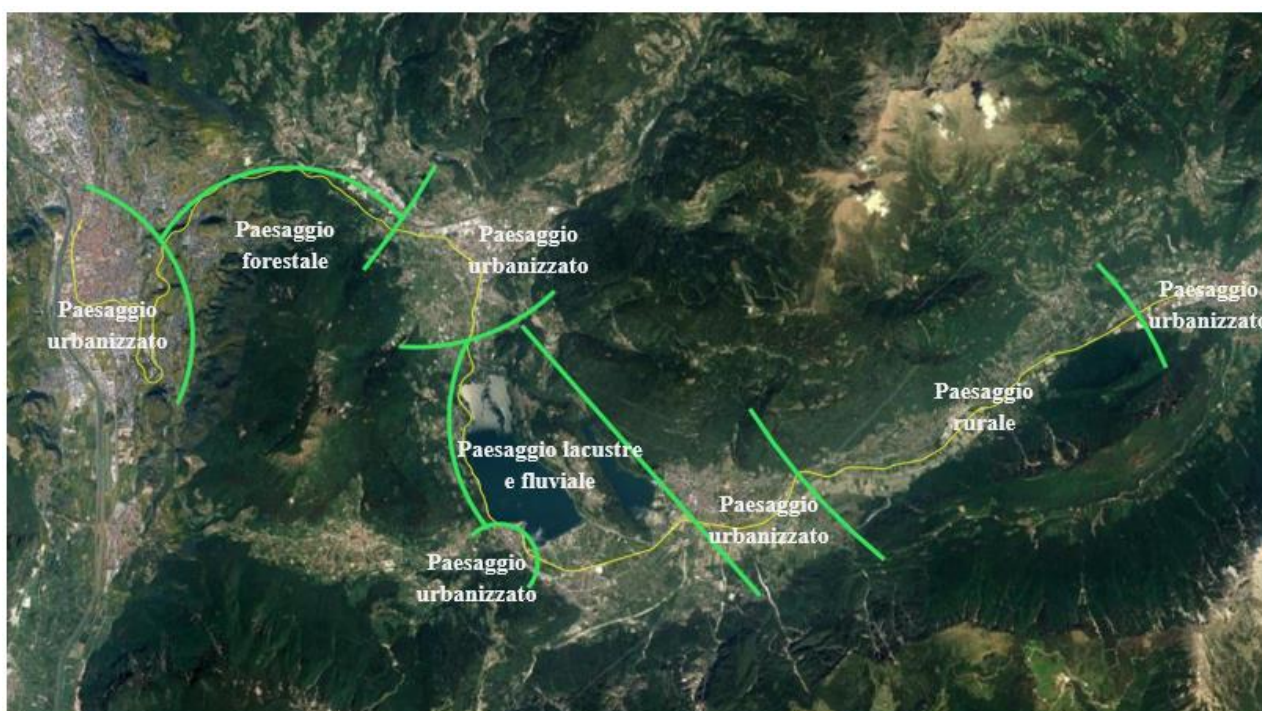 Paesaggio
forestale
Paesaggio
urbanizzato
Paesaggio
urbanizzato
Paesaggio
urbanizzato
Paesaggio
rurale
Paesaggio lacustre
e fluviale
Paesaggio
urbanizzato
Paesaggio
urbanizzato